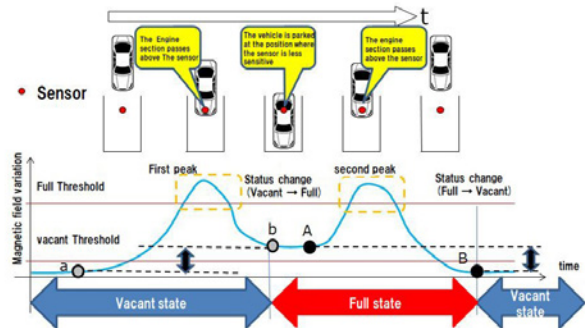 t
The Engine
section passes
above The sensor
The vehicle is parked
at the position where
the sensor is less
sensitive
The engine
section passes
above the sensor
Sensor
First peak
Status change
(Vacant → Full)
second peak
Status change
(Full → Vacant)
Full Threshold
Magnetic field variation
vacant Threshold
a
b
A
B
time
Vacant state
Full state
Vacant
state